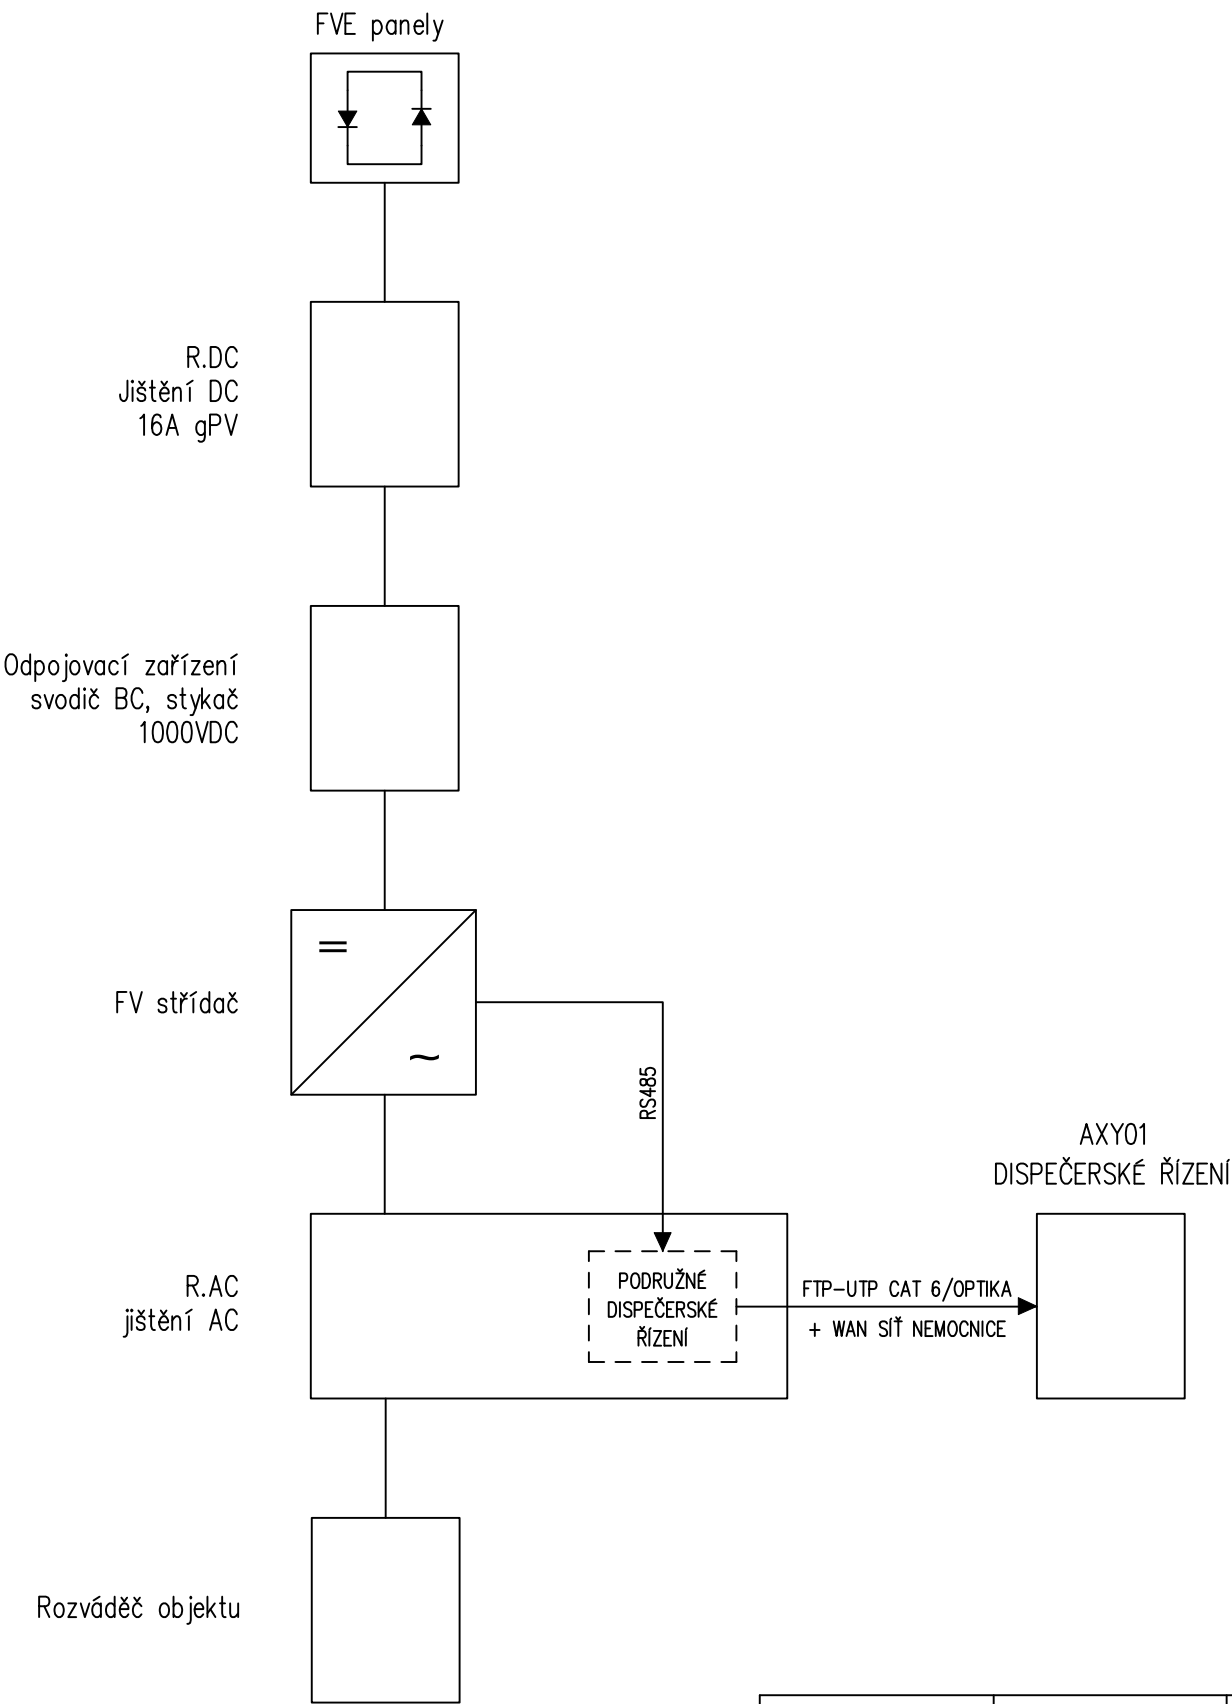 FVE panely
R.DC
Jištění DC
16A gPV
Odpojovací zařízení
svodič BC, stykač
1000VDC
=
~
FV střídač
RS485
AXY01
DISPEČERSKÉ ŘÍZENÍ
R.AC
jištění AC
PODRUŽNÉ
DISPEČERSKÉ
ŘÍZENÍ
FTP-UTP CAT 6/OPTIKA
+ WAN SÍŤ NEMOCNICE
Rozváděč objektu